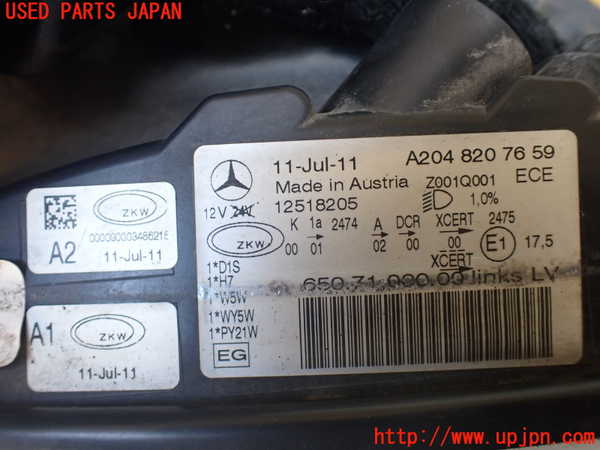 USED PARTS JAPAN
11-Jul-11
A204 820 76 59
Made in Austria
Z001Q001
ECE
12V 24V
12518205
1,0%
ZKW
K 1a 2474 A DCR XCERT 2475
00 01 02 00 00
XCERT
E1
17,5
1*D1S
1*H7
1*W5W
1*WY5W
1*PY21W
EG
links LV
ZKW
A2
11-Jul-11
A1
ZKW
11-Jul-11
http://www.upjpn.com/